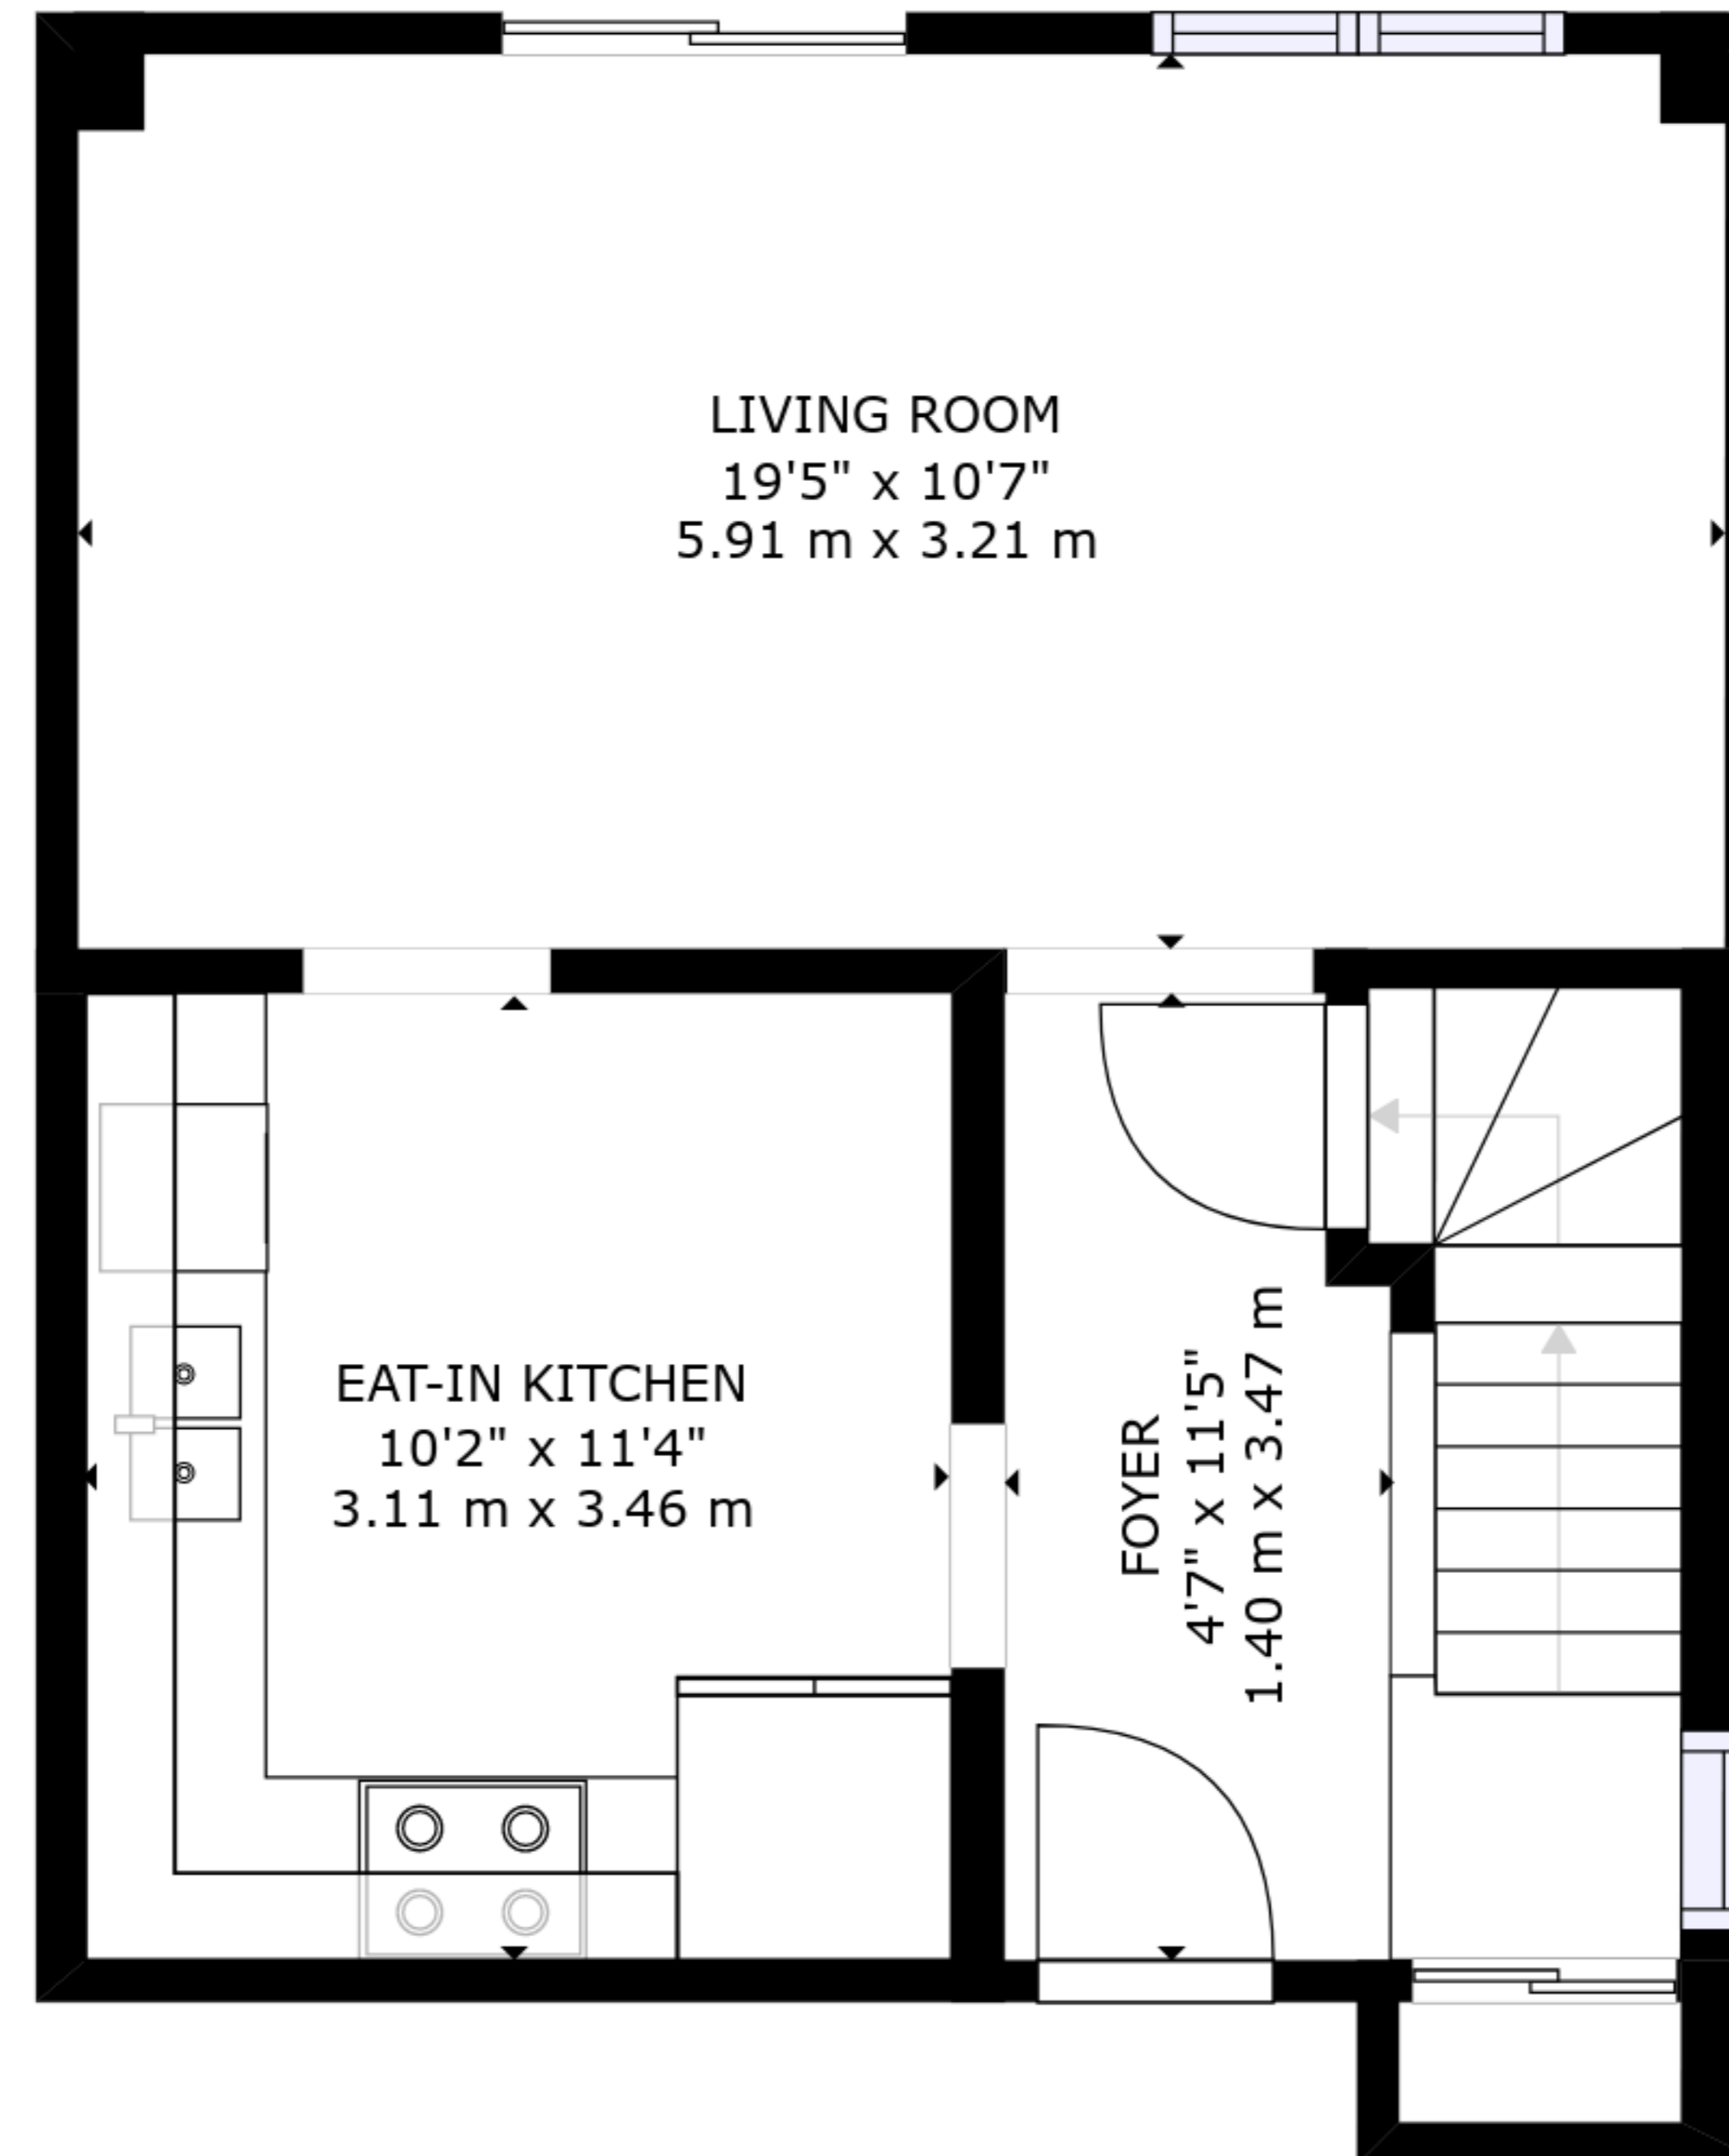 LIVING ROOM
19'5" x 10'7"
5.91 m x 3.21 m
EAT-IN KITCHEN
10'2" x 11'4"
3.11 m x 3.46 m
FOYER
4'7" x 11'5"
1.40 m x 3.47 m